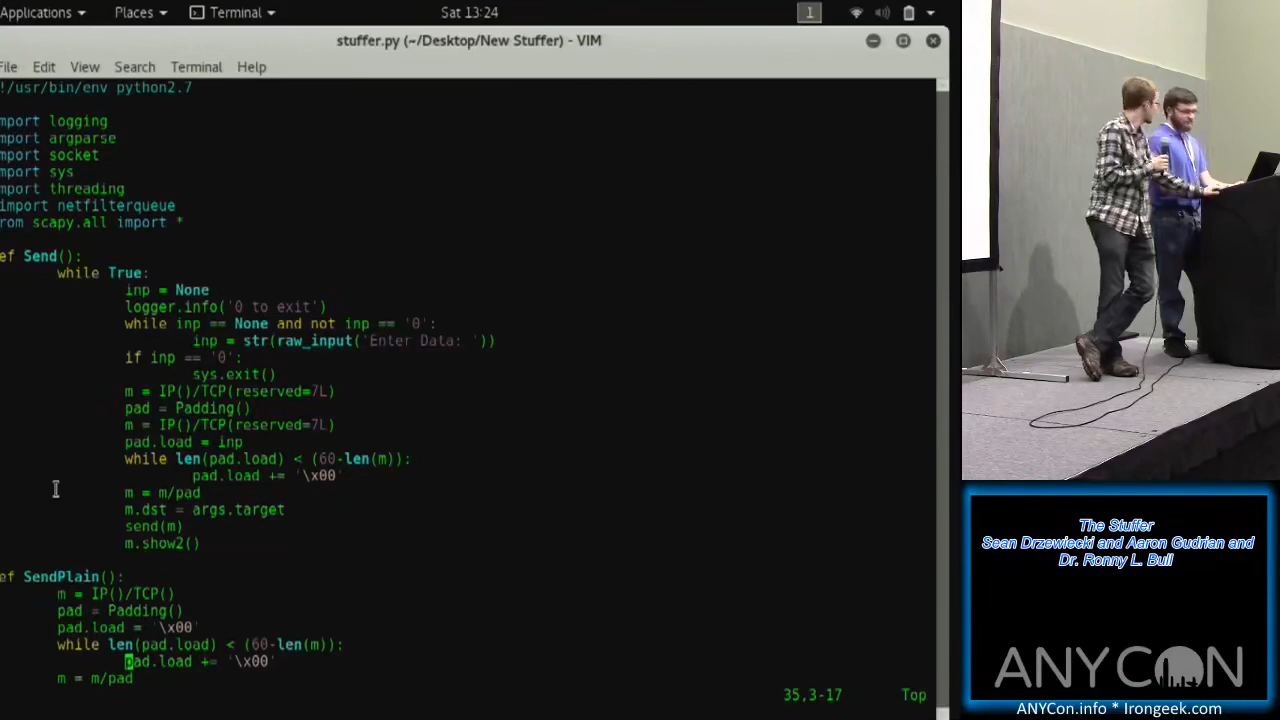 Applications Places Terminal Sat 13:24 1
stuffer.py (~/Desktop/New Stuffer) - VIM
File Edit View Search Terminal Help
!/usr/bin/env python2.7
mport logging
mport argparse
mport socket
mport sys
mport threading
import netfilterqueue
rom scapy.all import *
ef Send():
while True:
inp = None
logger.info('0 to exit')
while inp == None and not inp == '0':
inp = str(raw_input('Enter Data: '))
if inp == '0':
sys.exit()
m = IP()/TCP(reserved=7L)
pad = Padding()
m = IP()/TCP(reserved=7L)
pad.load = inp
while len(pad.load) < (60-len(m)):
pad.load += '\x00'
m = m/pad
m.dst = args.target
send(m)
m.show2()
ef SendPlain():
m = IP()/TCP()
pad = Padding()
pad.load = '\x00'
while len(pad.load) < (60-len(m)):
pad.load += '\x00'
m = m/pad
35,3-17 Top
The Stuffer
Sean Drzewiecki and Aaron Gudrian and
Dr. Ronny L. Bull
ANYCON
ANYCon.info * Irongeek.com